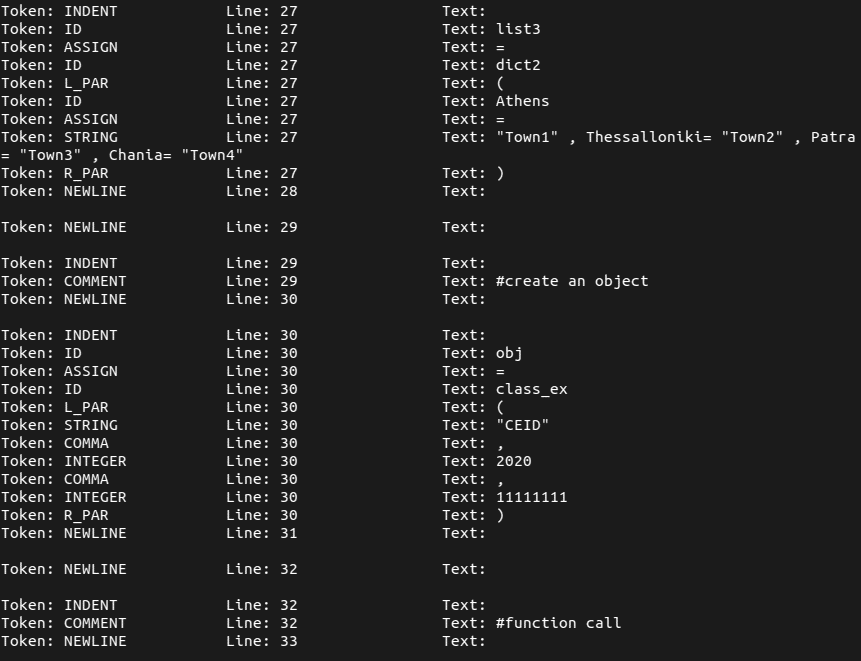 Token: INDENT Line: 27 Text:
Token: ID Line: 27 Text: list3
Token: ASSIGN Line: 27 Text: =
Token: ID Line: 27 Text: dict2
Token: L_PAR Line: 27 Text: (
Token: ID Line: 27 Text: Athens
Token: ASSIGN Line: 27 Text: =
Token: STRING Line: 27 Text: "Town1" , Thessalloniki= "Town2" , Patra
= "Town3" , Chania= "Town4"
Token: R_PAR Line: 27 Text: )
Token: NEWLINE Line: 28 Text:
Token: NEWLINE Line: 29 Text:
Token: INDENT Line: 29 Text:
Token: COMMENT Line: 29 Text: #create an object
Token: NEWLINE Line: 30 Text:
Token: INDENT Line: 30 Text:
Token: ID Line: 30 Text: obj
Token: ASSIGN Line: 30 Text: =
Token: ID Line: 30 Text: class_ex
Token: L_PAR Line: 30 Text: (
Token: STRING Line: 30 Text: "CEID"
Token: COMMA Line: 30 Text: ,
Token: INTEGER Line: 30 Text: 2020
Token: COMMA Line: 30 Text: ,
Token: INTEGER Line: 30 Text: 11111111
Token: R_PAR Line: 30 Text: )
Token: NEWLINE Line: 31 Text:
Token: NEWLINE Line: 32 Text:
Token: INDENT Line: 32 Text:
Token: COMMENT Line: 32 Text: #function call
Token: NEWLINE Line: 33 Text: